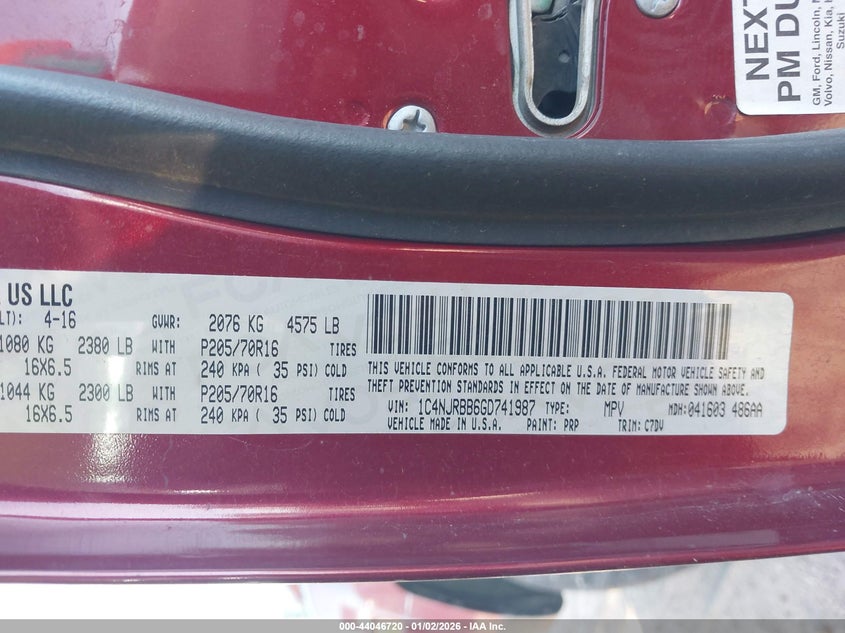 NEXT
PM DU
GM, Ford, Lincoln,
Volvo, Nissan, Kia,
Suzuki
US LLC
LT): 4-16 GVWR: 2076 KG 4575 LB
1080 KG 2380 LB WITH P205/70R16 TIRES
16X6.5 RIMS AT 240 KPA ( 35 PSI) COLD
1044 KG 2300 LB WITH P205/70R16 TIRES
16X6.5 RIMS AT 240 KPA ( 35 PSI) COLD
THIS VEHICLE CONFORMS TO ALL APPLICABLE U.S.A. FEDERAL MOTOR VEHICLE SAFETY AND
THEFT PREVENTION STANDARDS IN EFFECT ON THE DATE OF MANUFACTURE SHOWN ABOVE.
VIN: 1C4NJRBB6GD741987 TYPE: MPV MDH: 041603 486AA
VEHICLE MADE IN U.S.A. PAINT: PRP TRIM: C7DV
000-44046720 - 01/02/2026 - IAA Inc.